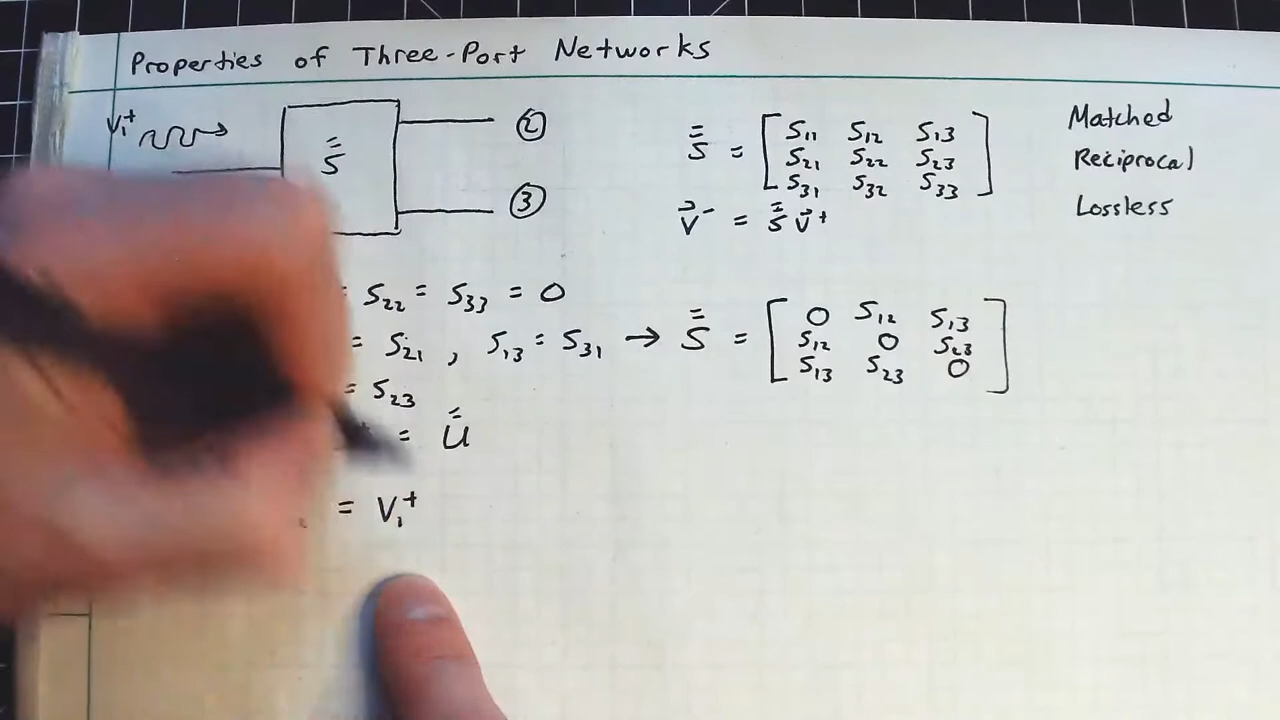 Properties of Three-Port Networks
V₁⁺
S̿
②
③
S̿ = [S₁₁ S₁₂ S₁₃
S₂₁ S₂₂ S₂₃
S₃₁ S₃₂ S₃₃]
V⃗⁻ = S̿ V⃗⁺
Matched
Reciprocal
Lossless
= S₂₂ = S₃₃ = 0
= S₂₁ , S₁₃ = S₃₁ → S̿ = [0 S₁₂ S₁₃
S₁₂ 0 S₂₃
S₁₃ S₂₃ 0]
= S₂₃
= U̿
= V₁⁺